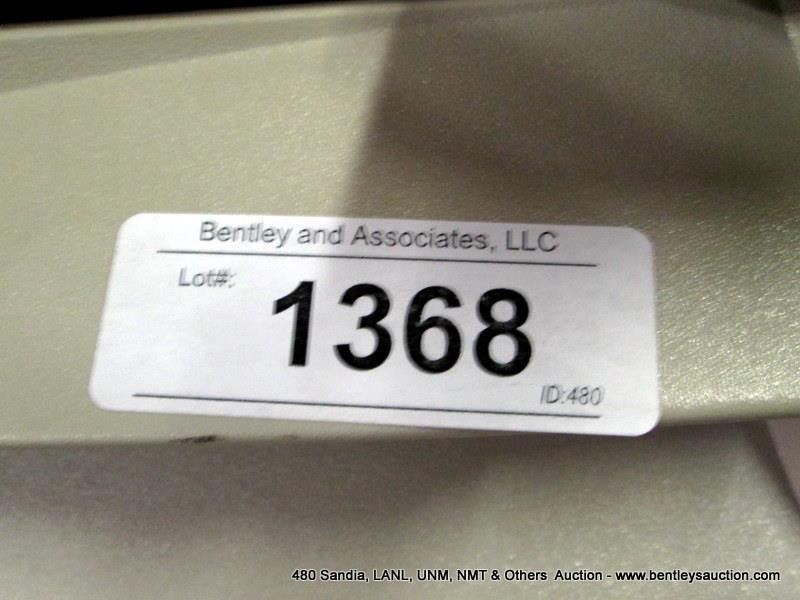 Bentley and Associates, LLC
Lot#:
1368
ID:480
480 Sandia, LANL, UNM, NMT & Others Auction - www.bentleysauction.com